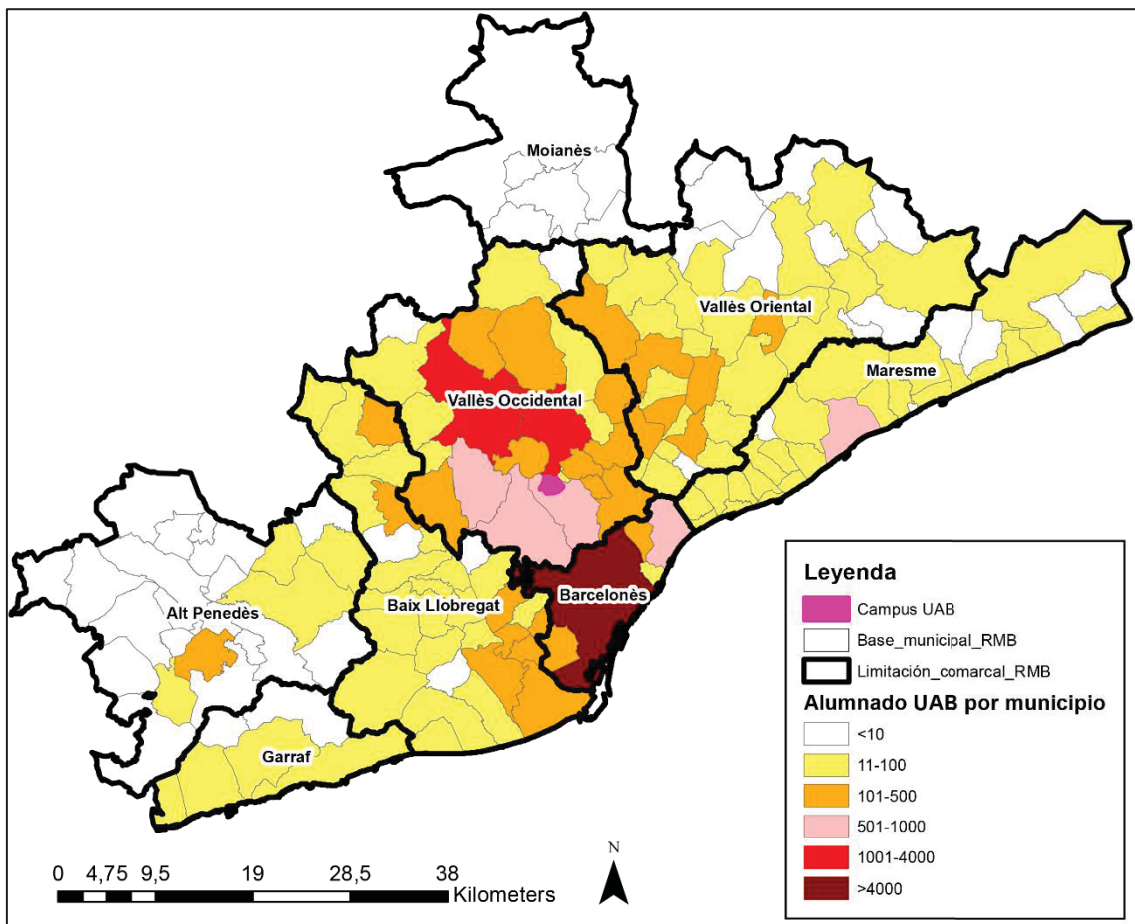 Moianès
Vallès Oriental
Maresme
Vallès Occidental
Alt Penedès
Baix Llobregat
Barcelonès
Garraf
Leyenda
Campus UAB
Base_municipal_RMB
Limitación_comarcal_RMB
Alumnado UAB por municipio
<10
11-100
101-500
501-1000
1001-4000
>4000
N
0 4,75 9,5 19 28,5 38
Kilometers